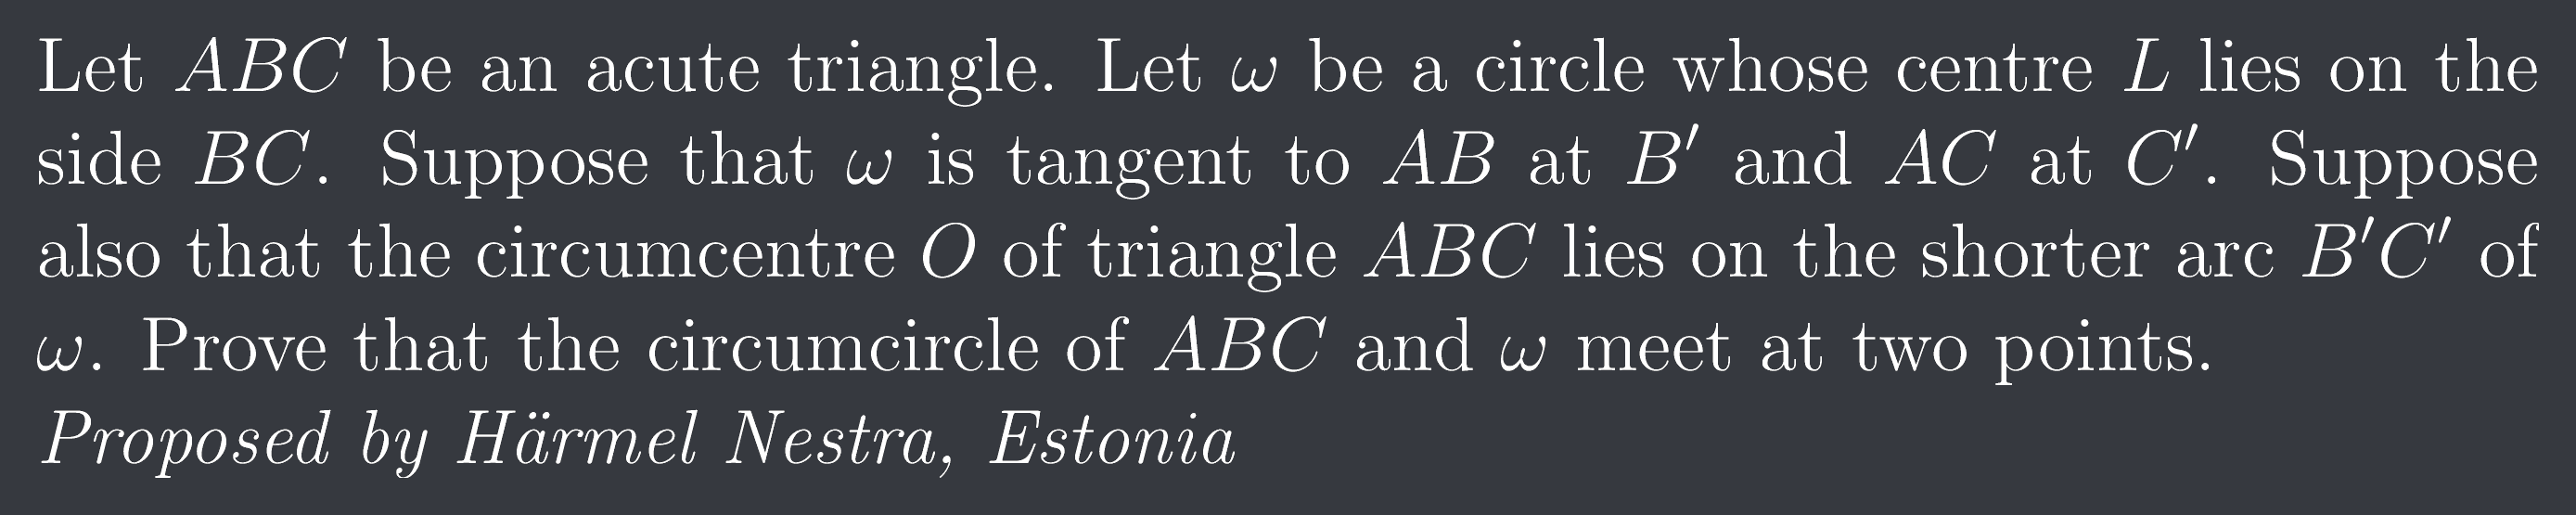 Let ABC be an acute triangle. Let ω be a circle whose centre L lies on the
side BC. Suppose that ω is tangent to AB at B′ and AC at C′. Suppose
also that the circumcentre O of triangle ABC lies on the shorter arc B′C′ of
ω. Prove that the circumcircle of ABC and ω meet at two points.
Proposed by Härmel Nestra, Estonia